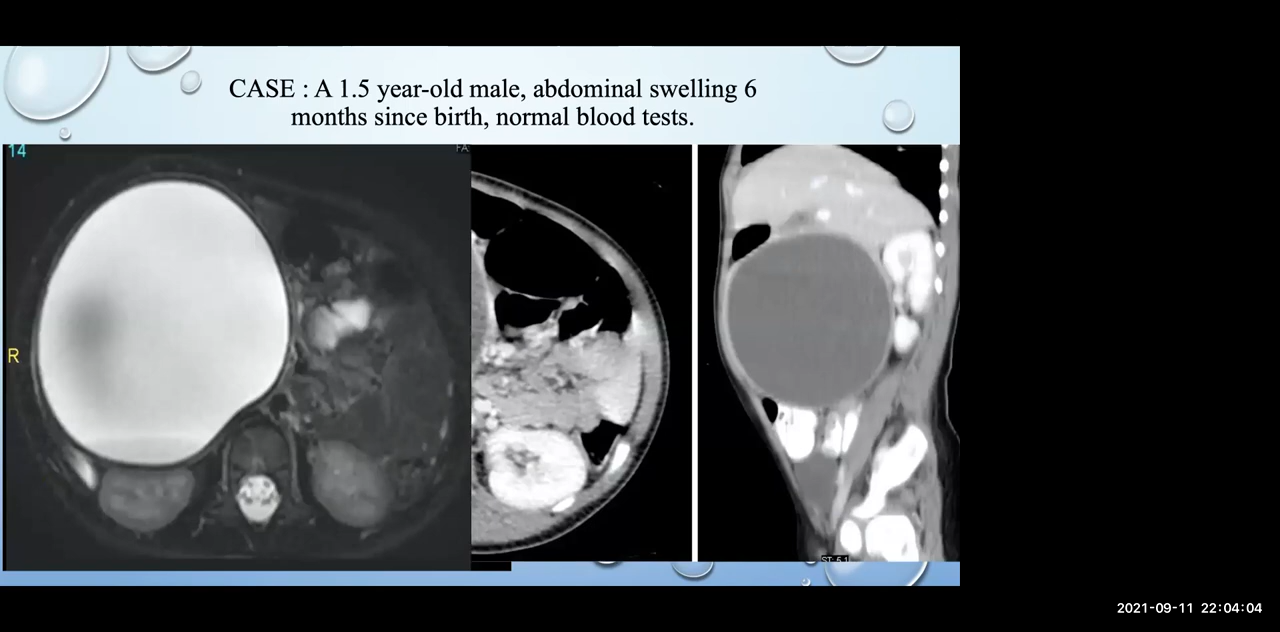 CASE : A 1.5 year-old male, abdominal swelling 6
months since birth, normal blood tests.
14
FA:
R
ST: 5.1
2021-09-11 22:04:04